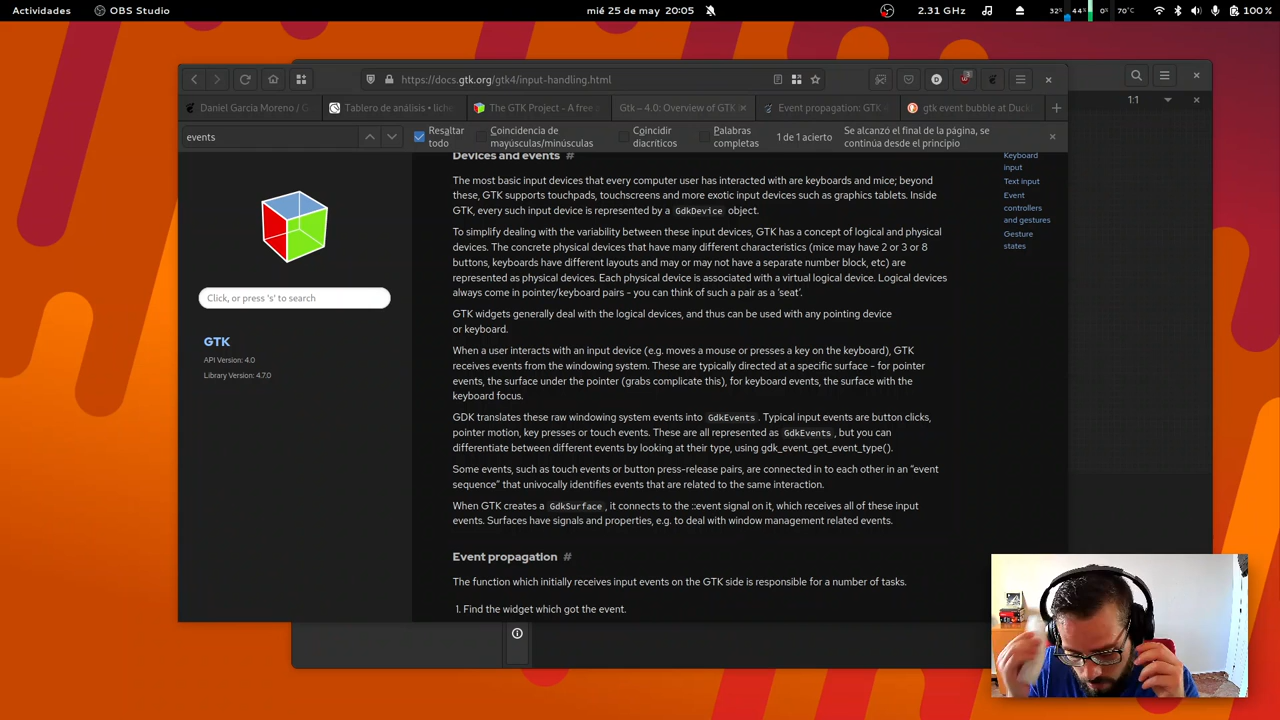 Actividades
OBS Studio
mié 25 de may  20:05
2.31 GHz
32%
44%
0%
70°C
100 %
https://docs.gtk.org/gtk4/input-handling.html
3
Daniel Garcia Moreno / G
Tablero de análisis • liche
The GTK Project - A free
Gtk – 4.0: Overview of GTK
Event propagation: GTK
gtk event bubble at Duck
1:1
events
Resaltar todo
Coincidencia de mayúsculas/minúsculas
Coincidir diacríticos
Palabras completas
1 de 1 acierto
Se alcanzó el final de la página, se continúa desde el principio
Click, or press 's' to search
GTK
API Version: 4.0
Library Version: 4.7.0
Devices and events #
The most basic input devices that every computer user has interacted with are keyboards and mice; beyond
these, GTK supports touchpads, touchscreens and more exotic input devices such as graphics tablets. Inside
GTK, every such input device is represented by a GdkDevice object.
To simplify dealing with the variability between these input devices, GTK has a concept of logical and physical
devices. The concrete physical devices that have many different characteristics (mice may have 2 or 3 or 8
buttons, keyboards have different layouts and may or may not have a separate number block, etc) are
represented as physical devices. Each physical device is associated with a virtual logical device. Logical devices
always come in pointer/keyboard pairs - you can think of such a pair as a ‘seat’.
GTK widgets generally deal with the logical devices, and thus can be used with any pointing device
or keyboard.
When a user interacts with an input device (e.g. moves a mouse or presses a key on the keyboard), GTK
receives events from the windowing system. These are typically directed at a specific surface - for pointer
events, the surface under the pointer (grabs complicate this), for keyboard events, the surface with the
keyboard focus.
GDK translates these raw windowing system events into GdkEvents. Typical input events are button clicks,
pointer motion, key presses or touch events. These are all represented as GdkEvents, but you can
differentiate between different events by looking at their type, using gdk_event_get_event_type().
Some events, such as touch events or button press-release pairs, are connected in to each other in an “event
sequence” that univocally identifies events that are related to the same interaction.
When GTK creates a GdkSurface, it connects to the ::event signal on it, which receives all of these input
events. Surfaces have signals and properties, e.g. to deal with window management related events.
Event propagation #
The function which initially receives input events on the GTK side is responsible for a number of tasks.
1. Find the widget which got the event.
Keyboard
input
Text input
Event
controllers
and gestures
Gesture
states